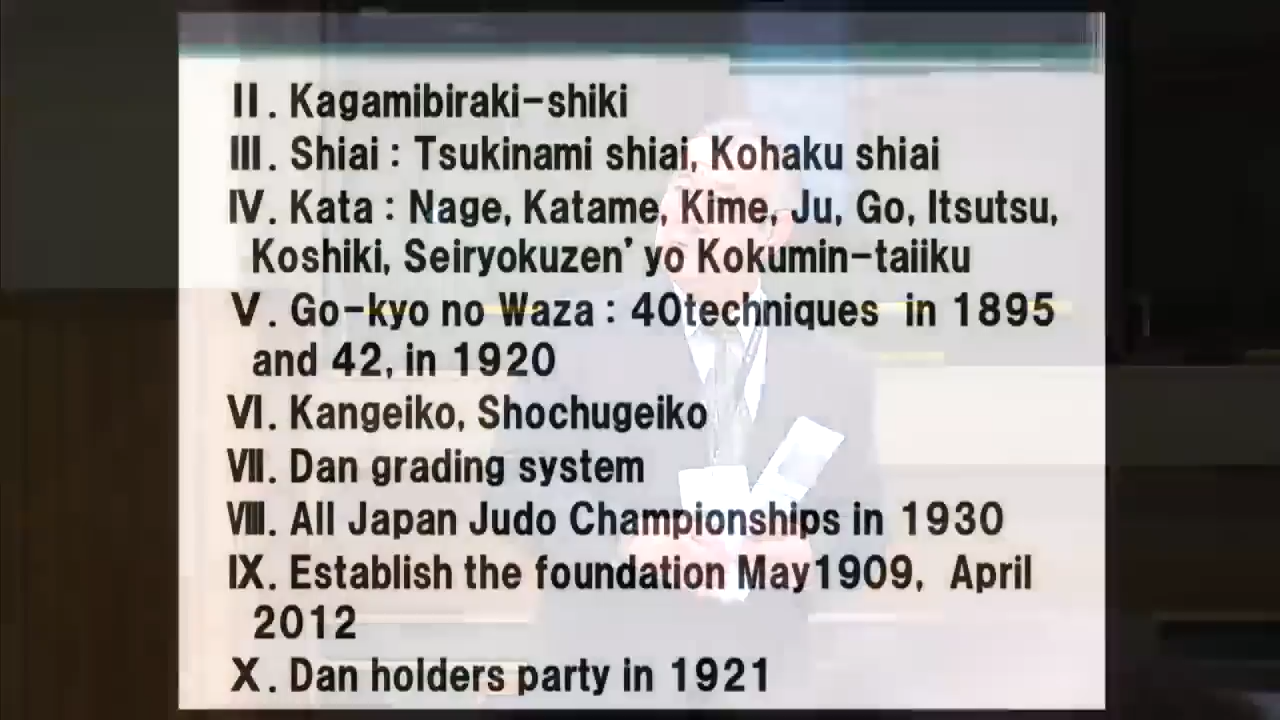 II. Kagamibiraki-shiki
III. Shiai : Tsukinami shiai, Kohaku shiai
IV. Kata : Nage, Katame, Kime, Ju, Go, Itsutsu,
Koshiki, Seiryokuzen' yo Kokumin-taiiku
V. Go-kyo no Waza : 40techniques in 1895
and 42, in 1920
VI. Kangeiko, Shochugeiko
VII. Dan grading system
VIII. All Japan Judo Championships in 1930
IX. Establish the foundation May1909, April
2012
X. Dan holders party in 1921